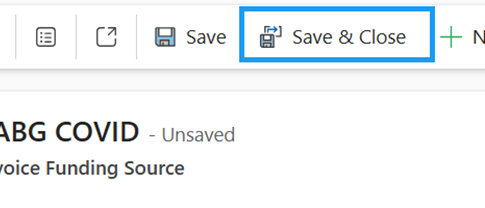 Save Save & Close N
ABG COVID - Unsaved
voice Funding Source